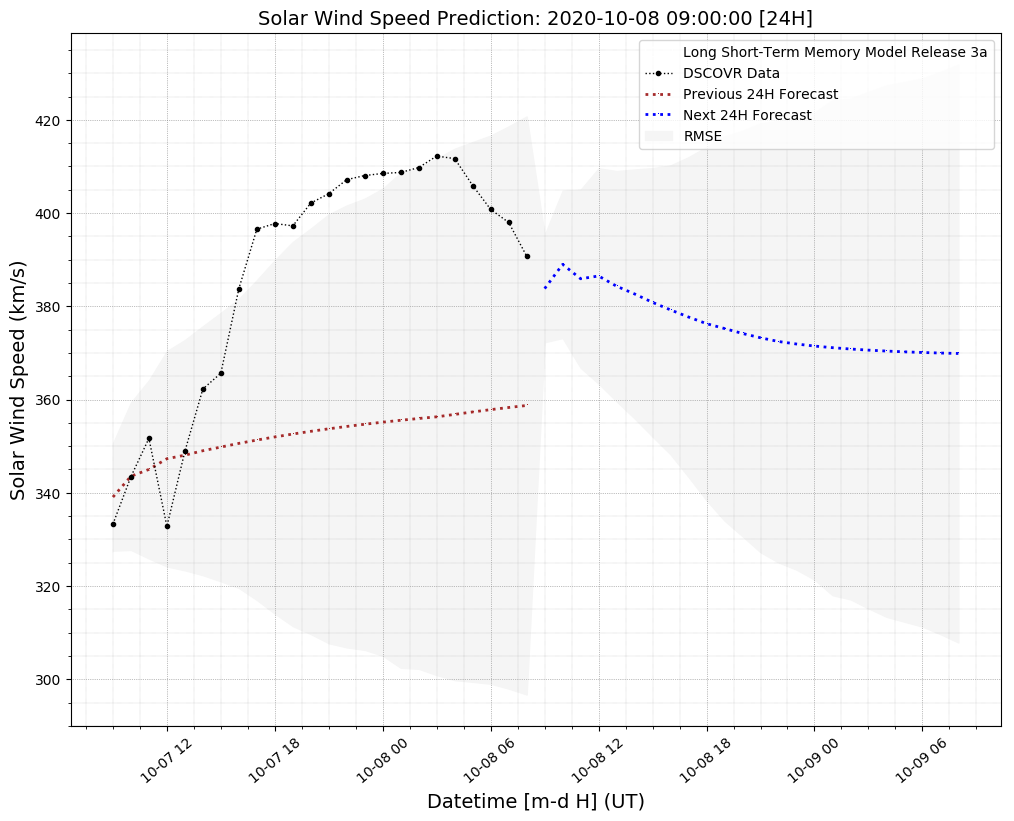 Solar Wind Speed Prediction: 2020-10-08 09:00:00 [24H]
Long Short-Term Memory Model Release 3a
DSCOVR Data
Previous 24H Forecast
Next 24H Forecast
RMSE
Solar Wind Speed (km/s)
420
400
380
360
340
320
300
10-07 12
10-07 18
10-08 00
10-08 06
10-08 12
10-08 18
10-09 00
10-09 06
Datetime [m-d H] (UT)